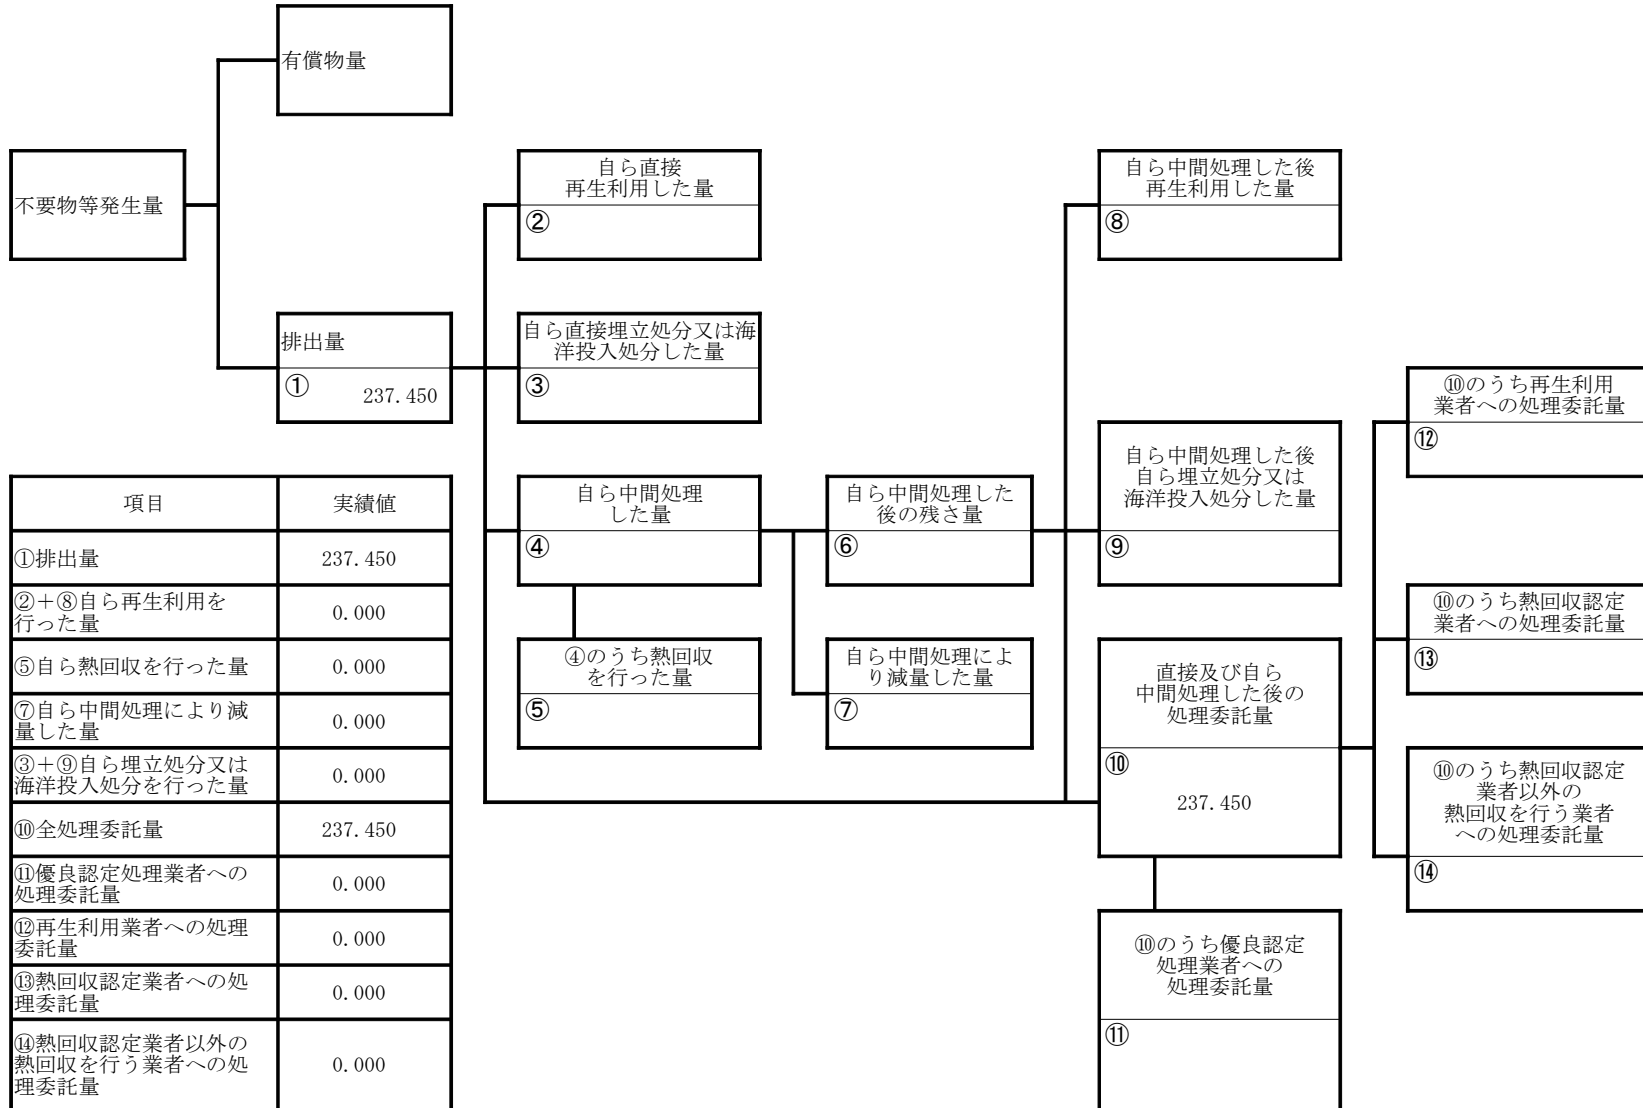 有償物量
不要物等発生量
自ら直接
再生利用した量
②
自ら中間処理した後
再生利用した量
⑧
排出量
①
237.450
自ら直接埋立処分又は海
洋投入処分した量
③
⑩のうち再生利用
業者への処理委託量
⑫
自ら中間処理した後
自ら埋立処分又は
海洋投入処分した量
⑨
自ら中間処理
した量
④
自ら中間処理した
後の残さ量
⑥
⑩のうち熱回収認定
業者への処理委託量
⑬
④のうち熱回収
を行った量
⑤
自ら中間処理によ
り減量した量
⑦
直接及び自ら
中間処理した後の
処理委託量
⑩
237.450
⑩のうち熱回収認定
業者以外の
熱回収を行う業者
への処理委託量
⑭
⑩のうち優良認定
処理業者への
処理委託量
⑪
項目 実績値
①排出量 237.450
②＋⑧自ら再生利用を
行った量 0.000
⑤自ら熱回収を行った量 0.000
⑦自ら中間処理により減
量した量 0.000
③＋⑨自ら埋立処分又は
海洋投入処分を行った量 0.000
⑩全処理委託量 237.450
⑪優良認定処理業者への
処理委託量 0.000
⑫再生利用業者への処理
委託量 0.000
⑬熱回収認定業者への処
理委託量 0.000
⑭熱回収認定業者以外の
熱回収を行う業者への処
理委託量 0.000